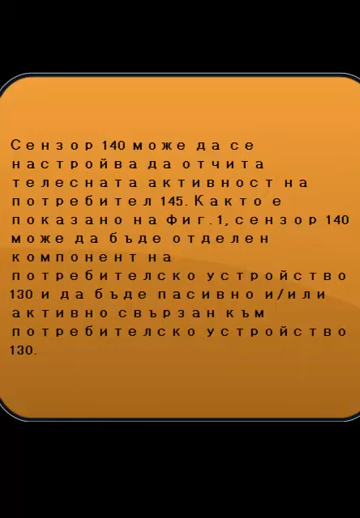 Сензор 140 може да се
настройва да отчита
телесната активност на
потребител 145. Както е
показано на фиг. 1, сензор 140
може да бъде отделен
компонент на
потребителско устройство
130 и да бъде пасивно и/или
активно свързан към
потребителско устройство
130.